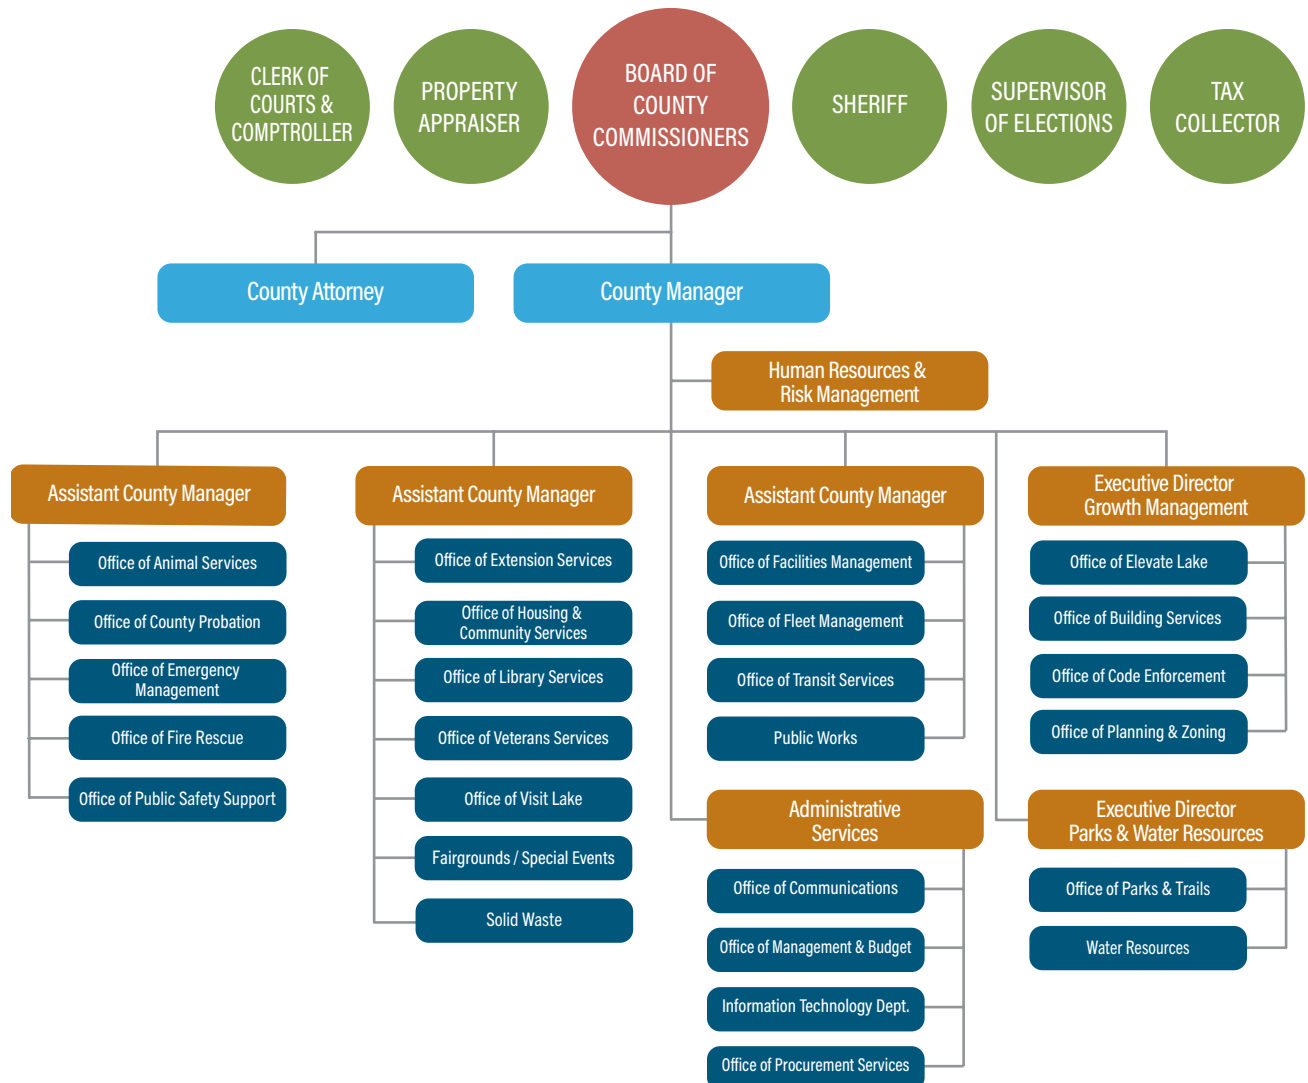 CLERK OF
COURTS &
COMPTROLLER
PROPERTY
APPRAISER
BOARD OF
COUNTY
COMMISSIONERS
SHERIFF
SUPERVISOR
OF ELECTIONS
TAX
COLLECTOR
County Attorney
County Manager
Human Resources &
Risk Management
Assistant County Manager
Office of Animal Services
Office of County Probation
Office of Emergency
Management
Office of Fire Rescue
Office of Public Safety Support
Assistant County Manager
Office of Extension Services
Office of Housing &
Community Services
Office of Library Services
Office of Veterans Services
Office of Visit Lake
Fairgrounds / Special Events
Solid Waste
Assistant County Manager
Office of Facilities Management
Office of Fleet Management
Office of Transit Services
Public Works
Administrative
Services
Office of Communications
Office of Management & Budget
Information Technology Dept.
Office of Procurement Services
Executive Director
Growth Management
Office of Elevate Lake
Office of Building Services
Office of Code Enforcement
Office of Planning & Zoning
Executive Director
Parks & Water Resources
Office of Parks & Trails
Water Resources